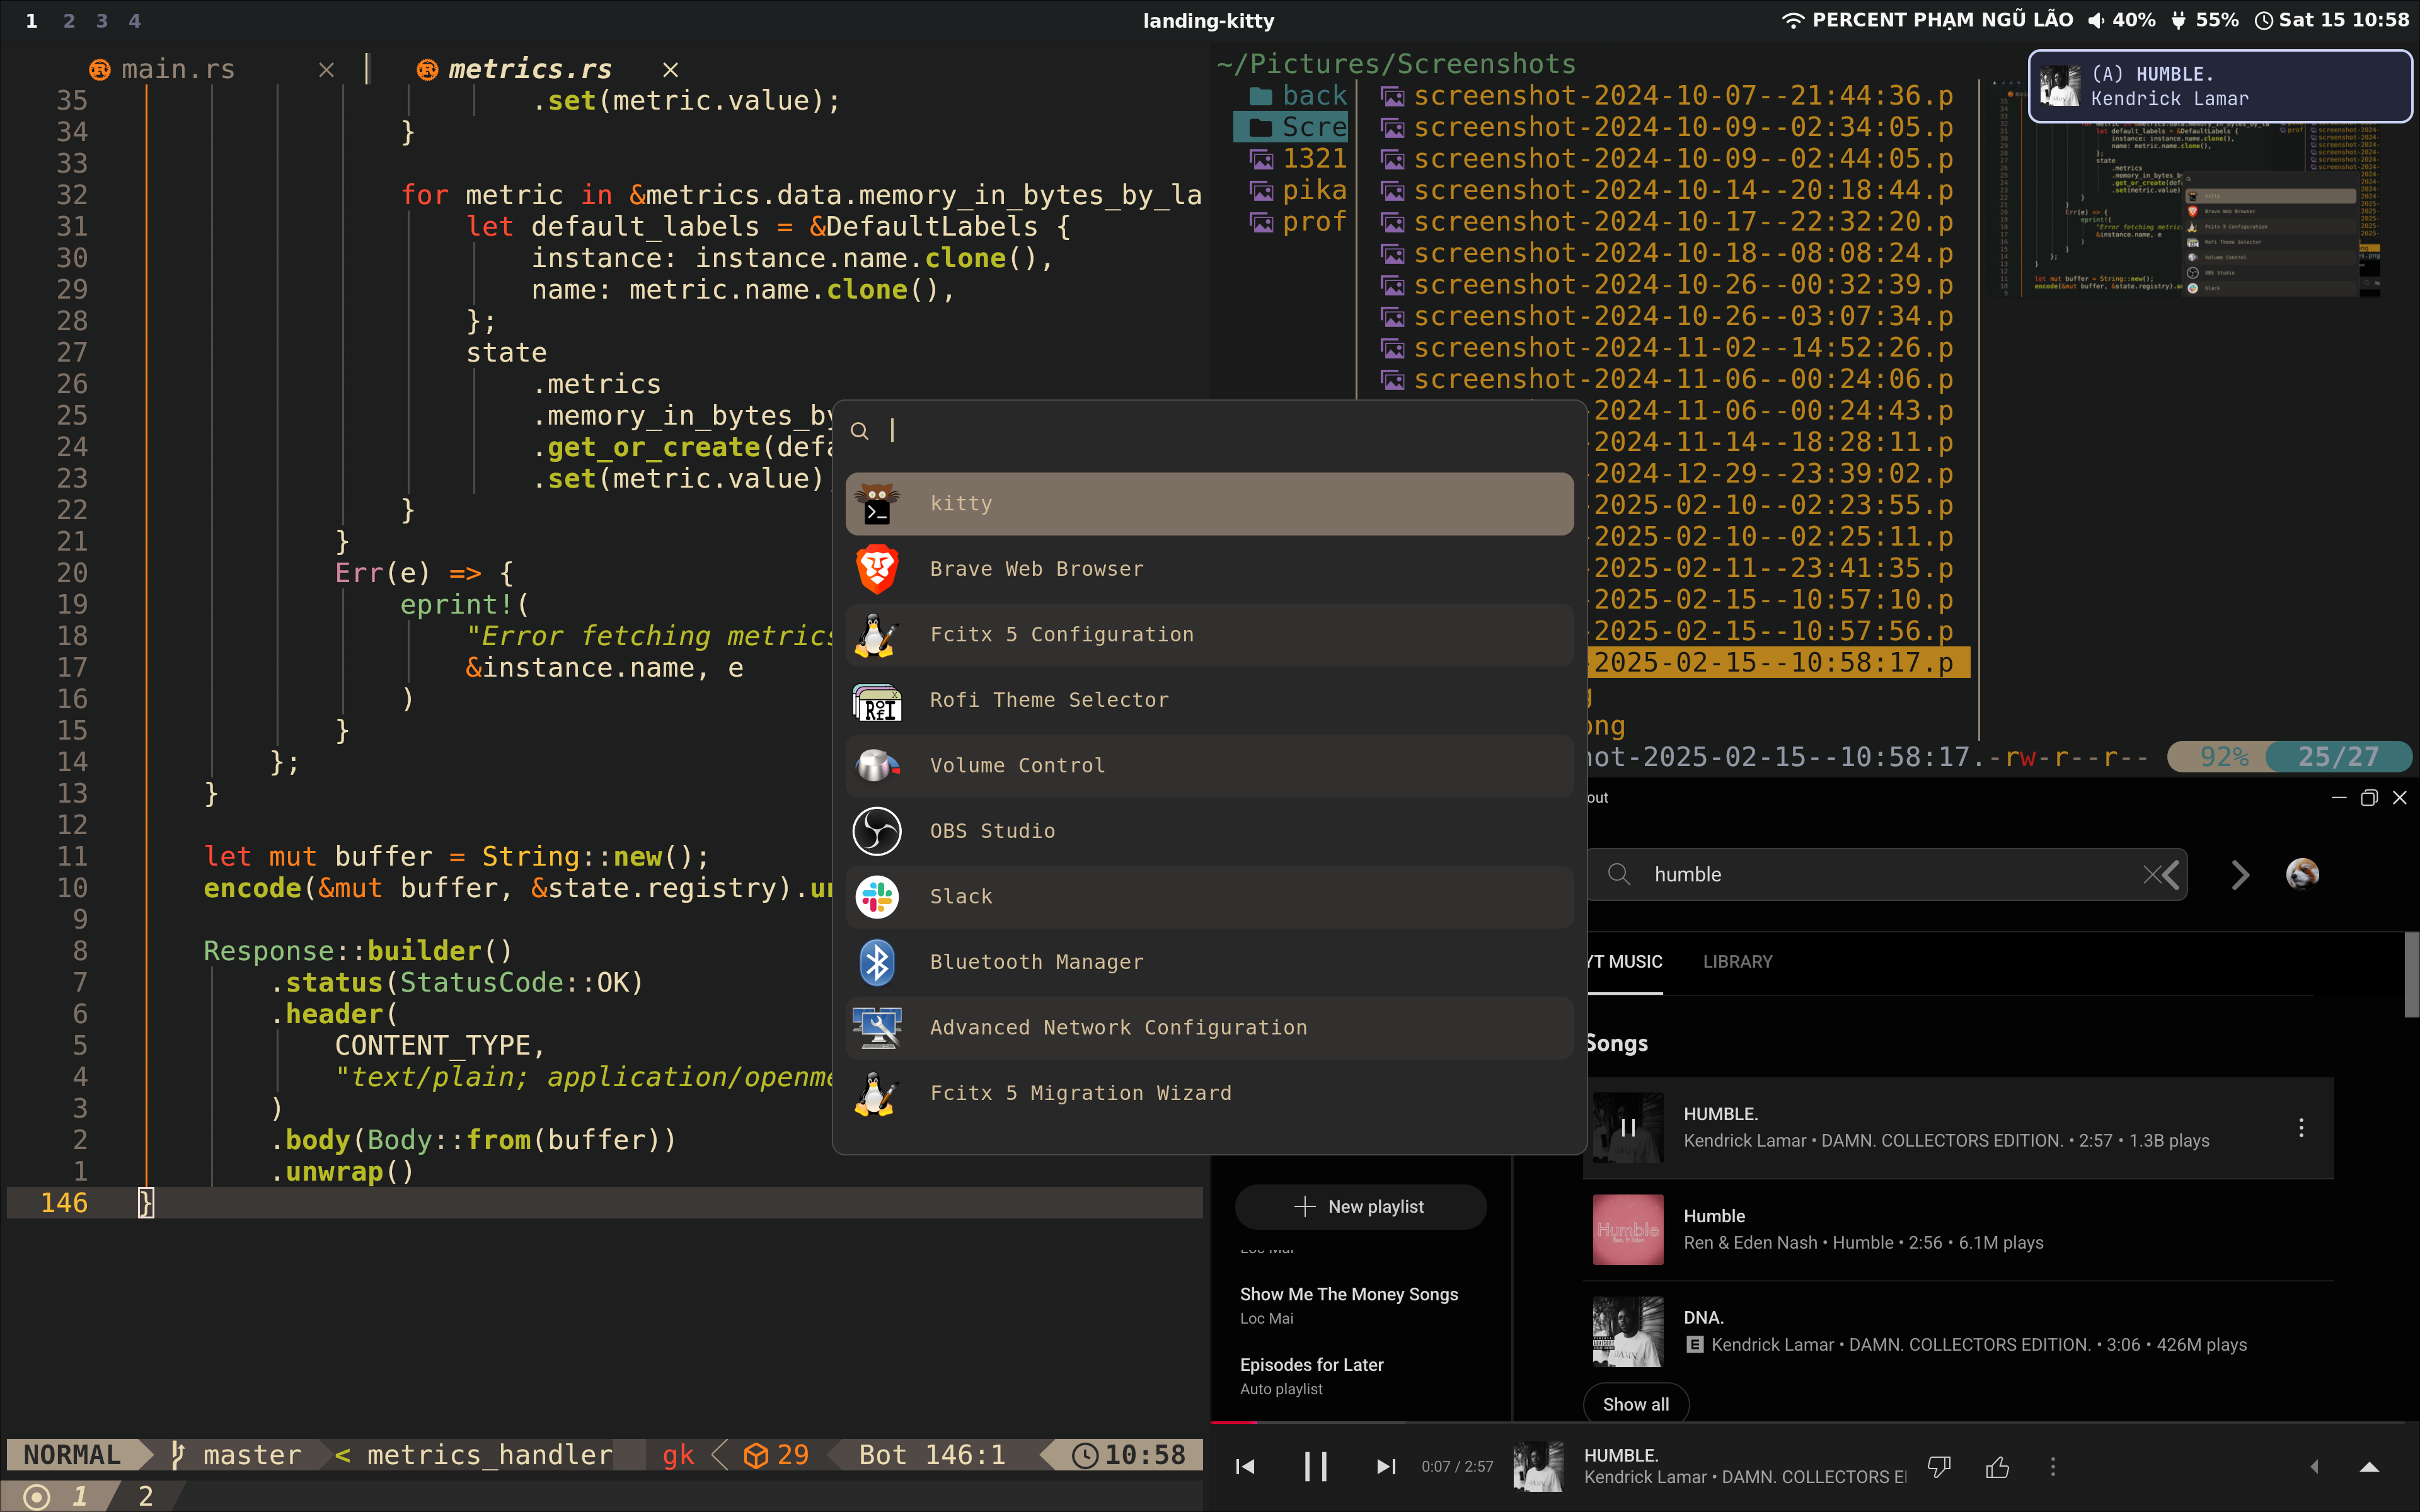 1 2 3 4
landing-kitty
PERCENT PHẠM NGŨ LÃO 40% 55% Sat 15 10:58
main.rs metrics.rs
35 .set(metric.value);
34 }
33
32 for metric in &metrics.data.memory_in_bytes_by_la
31 let default_labels = &DefaultLabels {
30 instance: instance.name.clone(),
29 name: metric.name.clone(),
28 };
27 state
26 .metrics
25 .memory_in_bytes_by
24 .get_or_create(defa
23 .set(metric.value)
22 }
21 }
20 Err(e) => {
19 eprint!(
18 "Error fetching metrics
17 &instance.name, e
16 )
15 }
14 };
13 }
12
11 let mut buffer = String::new();
10 encode(&mut buffer, &state.registry).un
9
8 Response::builder()
7 .status(StatusCode::OK)
6 .header(
5 CONTENT_TYPE,
4 "text/plain; application/openme
3 )
2 .body(Body::from(buffer))
1 .unwrap()
146 }
NORMAL master < metrics_handler gk 29 Bot 146:1 10:58
1 2
~/Pictures/Screenshots
back
Scre
1321
pika
prof
screenshot-2024-10-07--21:44:36.p
screenshot-2024-10-09--02:34:05.p
screenshot-2024-10-09--02:44:05.p
screenshot-2024-10-14--20:18:44.p
screenshot-2024-10-17--22:32:20.p
screenshot-2024-10-18--08:08:24.p
screenshot-2024-10-26--00:32:39.p
screenshot-2024-10-26--03:07:34.p
screenshot-2024-11-02--14:52:26.p
screenshot-2024-11-06--00:24:06.p
-2024-11-06--00:24:43.p
-2024-11-14--18:28:11.p
-2024-12-29--23:39:02.p
-2025-02-10--02:23:55.p
-2025-02-10--02:25:11.p
-2025-02-11--23:41:35.p
-2025-02-15--10:57:10.p
-2025-02-15--10:57:56.p
-2025-02-15--10:58:17.p
png
ot-2025-02-15--10:58:17.-rw-r--r-- 92% 25/27
(A) HUMBLE.
Kendrick Lamar
kitty
Brave Web Browser
Fcitx 5 Configuration
Rofi Theme Selector
Volume Control
OBS Studio
Slack
Bluetooth Manager
Advanced Network Configuration
Fcitx 5 Migration Wizard
out
humble
YT MUSIC LIBRARY
Songs
HUMBLE.
Kendrick Lamar • DAMN. COLLECTORS EDITION. • 2:57 • 1.3B plays
Humble
Ren & Eden Nash • Humble • 2:56 • 6.1M plays
DNA.
E Kendrick Lamar • DAMN. COLLECTORS EDITION. • 3:06 • 426M plays
Show all
New playlist
Loc Mai
Show Me The Money Songs
Loc Mai
Episodes for Later
Auto playlist
0:07 / 2:57
HUMBLE.
Kendrick Lamar • DAMN. COLLECTORS EI